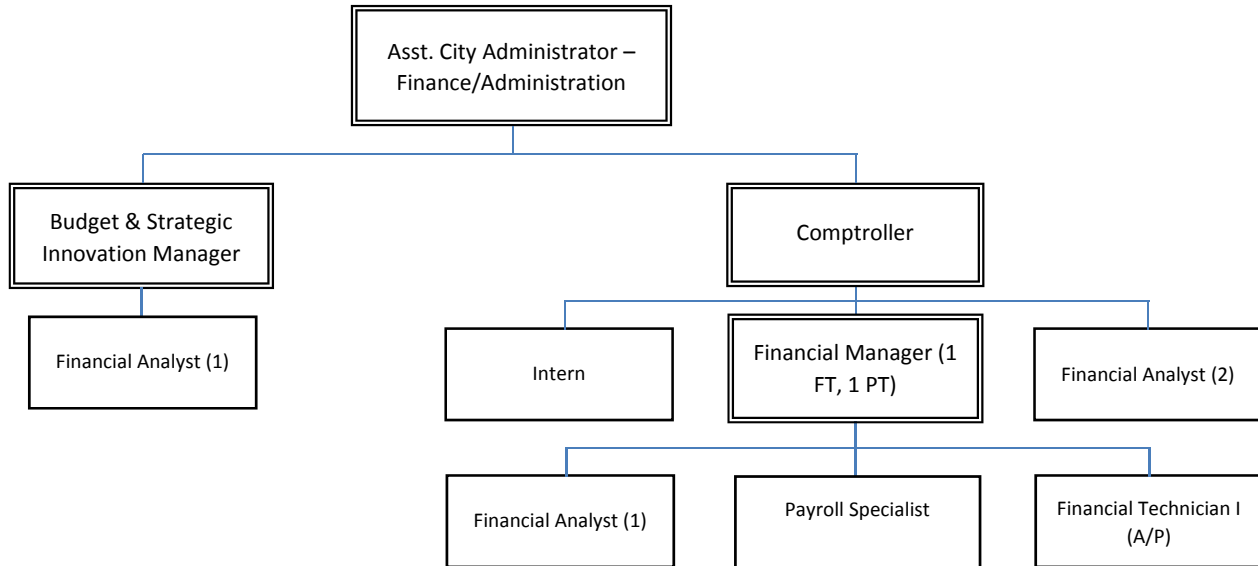 Asst. City Administrator –
Finance/Administration
Budget & Strategic
Innovation Manager
Comptroller
Financial Analyst (1)
Intern
Financial Manager (1
FT, 1 PT)
Financial Analyst (2)
Financial Analyst (1)
Payroll Specialist
Financial Technician I
(A/P)